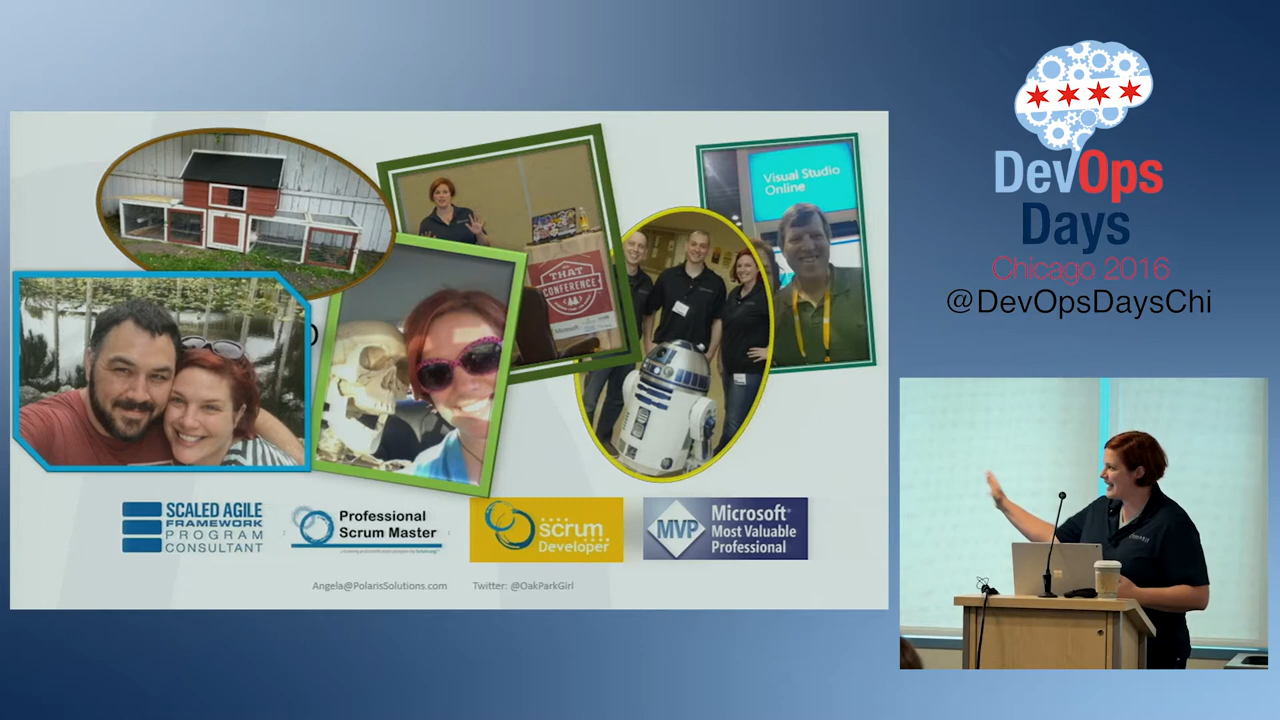 Visual Studio
Online
THAT
CONFERENCE
Microsoft
SCALED AGILE
FRAMEWORK
PROGRAM
CONSULTANT
Professional
Scrum Master
scrum
Developer
MVP
Microsoft®
Most Valuable
Professional
Angela@PolarisSolutions.com
Twitter: @OakParkGirl
DevOps
Days
Chicago 2016
@DevOpsDaysChi